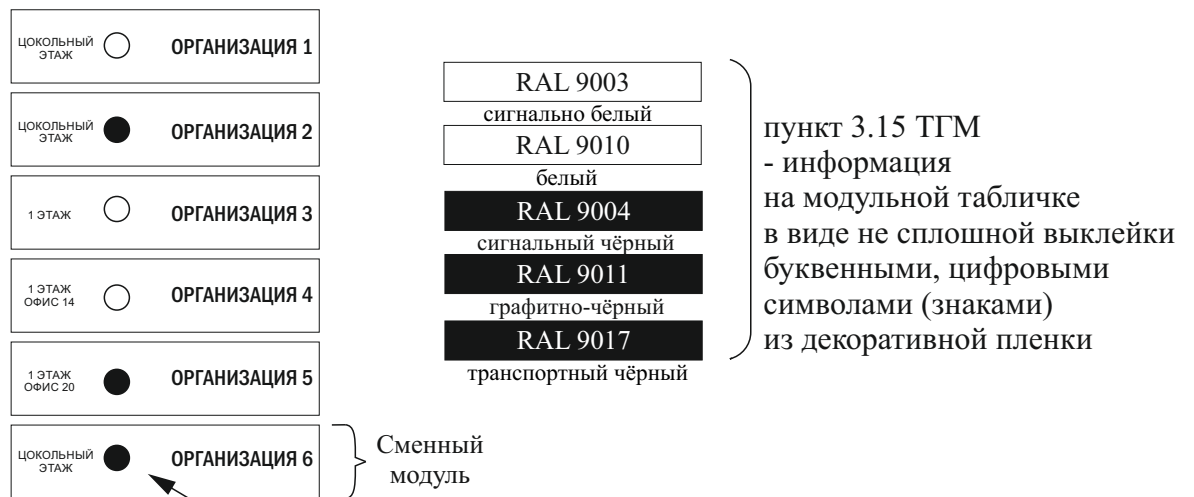 ЦОКОЛЬНЫЙ
ЭТАЖ
ОРГАНИЗАЦИЯ 1
ЦОКОЛЬНЫЙ
ЭТАЖ
ОРГАНИЗАЦИЯ 2
1 ЭТАЖ
ОРГАНИЗАЦИЯ 3
1 ЭТАЖ
ОФИС 14
ОРГАНИЗАЦИЯ 4
1 ЭТАЖ
ОФИС 20
ОРГАНИЗАЦИЯ 5
ЦОКОЛЬНЫЙ
ЭТАЖ
ОРГАНИЗАЦИЯ 6
Сменный
модуль
RAL 9003
сигнально белый
RAL 9010
белый
RAL 9004
сигнальный чёрный
RAL 9011
графитно-чёрный
RAL 9017
транспортный чёрный
пункт 3.15 ТГМ
- информация
на модульной табличке
в виде не сплошной выклейки
буквенными, цифровыми
символами (знаками)
из декоративной пленки